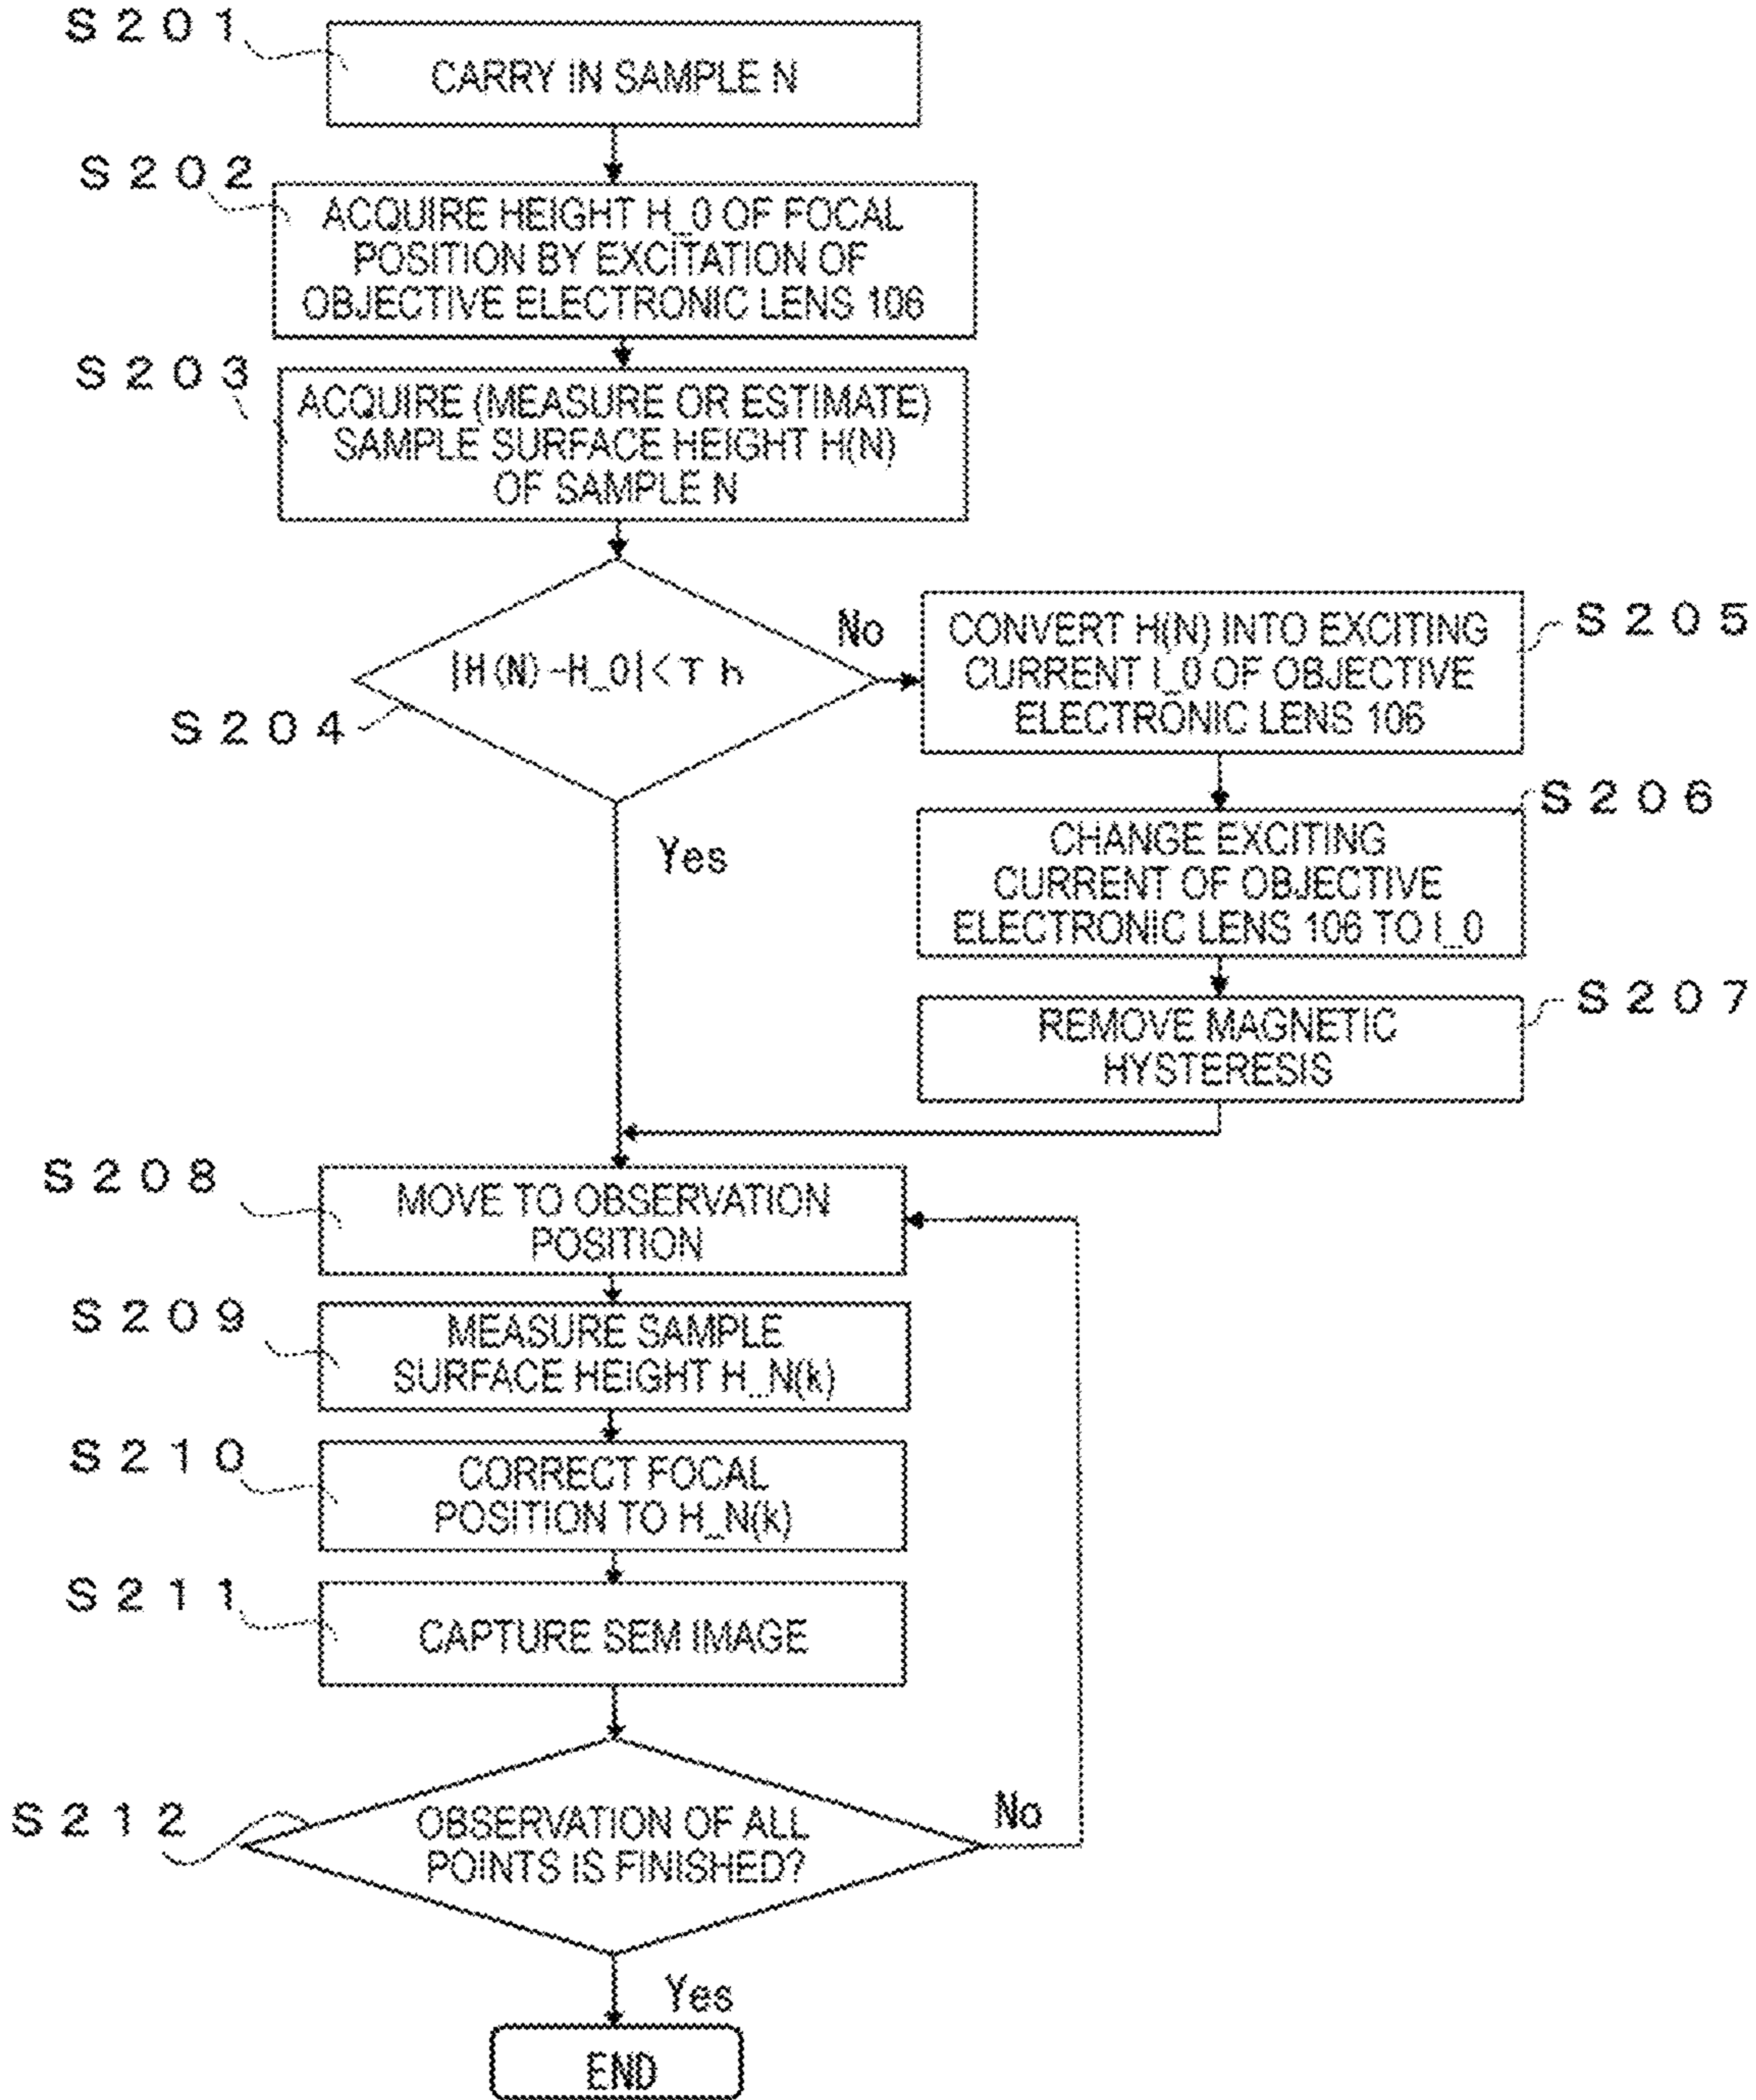 S201
CARRY IN SAMPLE N
S202
ACQUIRE HEIGHT H_0 OF FOCAL
POSITION BY EXCITATION OF
OBJECTIVE ELECTRONIC LENS 106
S203
ACQUIRE (MEASURE OR ESTIMATE)
SAMPLE SURFACE HEIGHT H(N)
OF SAMPLE N
S204
|H(N)-H_0|<Th
No
Yes
S205
CONVERT H(N) INTO EXCITING
CURRENT I_0 OF OBJECTIVE
ELECTRONIC LENS 106
S206
CHANGE EXCITING
CURRENT OF OBJECTIVE
ELECTRONIC LENS 106 TO I_0
S207
REMOVE MAGNETIC
HYSTERESIS
S208
MOVE TO OBSERVATION
POSITION
S209
MEASURE SAMPLE
SURFACE HEIGHT H_N(k)
S210
CORRECT FOCAL
POSITION TO H_N(k)
S211
CAPTURE SEM IMAGE
S212
OBSERVATION OF ALL
POINTS IS FINISHED?
No
Yes
END